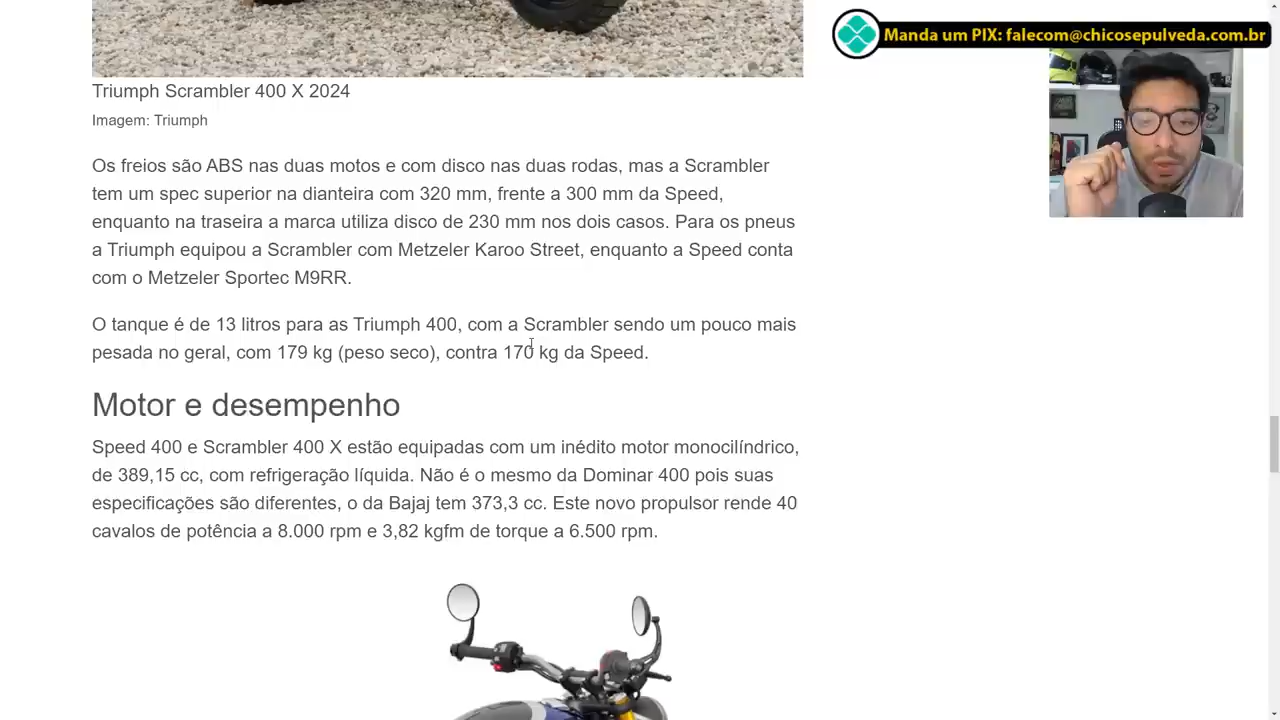 Manda um PIX: falecom@chicosepulveda.com.br
Triumph Scrambler 400 X 2024
Imagem: Triumph
Os freios são ABS nas duas motos e com disco nas duas rodas, mas a Scrambler
tem um spec superior na dianteira com 320 mm, frente a 300 mm da Speed,
enquanto na traseira a marca utiliza disco de 230 mm nos dois casos. Para os pneus
a Triumph equipou a Scrambler com Metzeler Karoo Street, enquanto a Speed conta
com o Metzeler Sportec M9RR.
O tanque é de 13 litros para as Triumph 400, com a Scrambler sendo um pouco mais
pesada no geral, com 179 kg (peso seco), contra 170 kg da Speed.
Motor e desempenho
Speed 400 e Scrambler 400 X estão equipadas com um inédito motor monocilíndrico,
de 389,15 cc, com refrigeração líquida. Não é o mesmo da Dominar 400 pois suas
especificações são diferentes, o da Bajaj tem 373,3 cc. Este novo propulsor rende 40
cavalos de potência a 8.000 rpm e 3,82 kgfm de torque a 6.500 rpm.